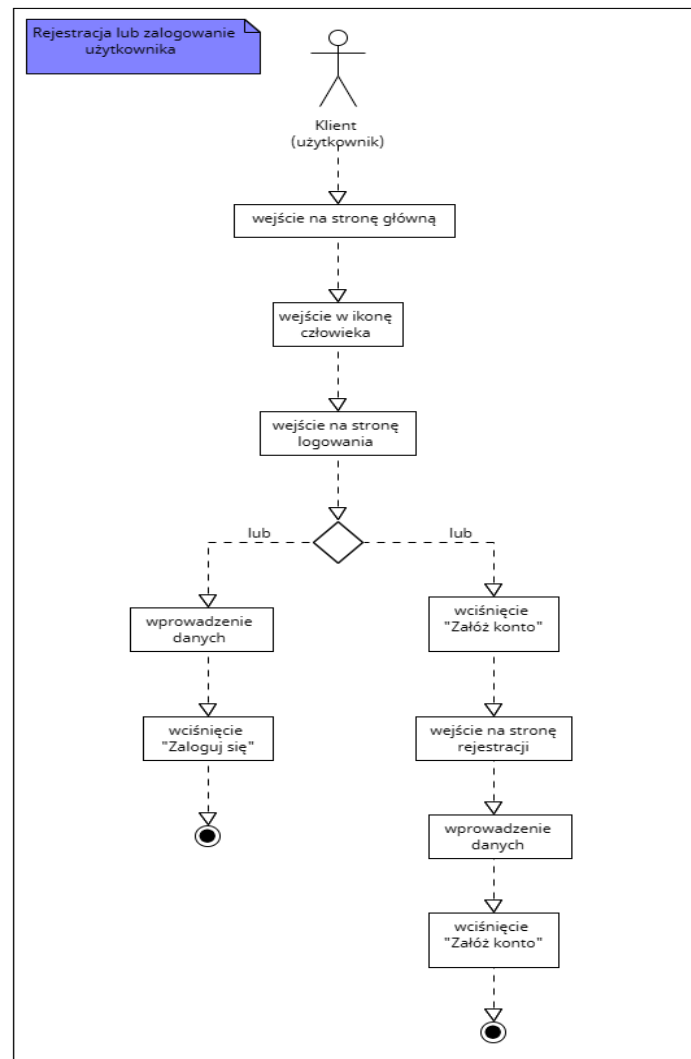 Rejestracja lub zalogowanie
użytkownika
Klient
(użytkownik)
wejście na stronę główną
wejście w ikonę
człowieka
wejście na stronę
logowania
lub
lub
wprowadzenie
danych
wciśnięcie
"Załóż konto"
wciśnięcie
"Zaloguj się"
wejście na stronę
rejestracji
wprowadzenie
danych
wciśnięcie
"Załóż konto"